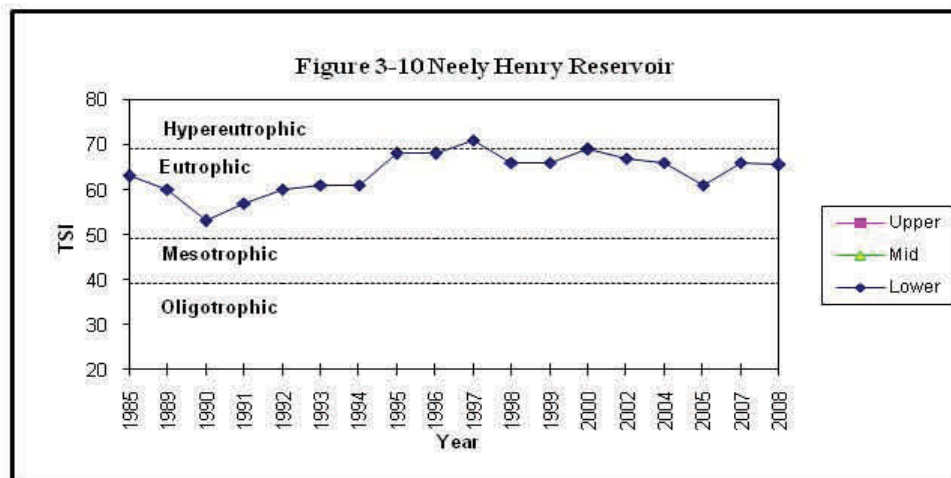 Figure 3-10 Neely Henry Reservoir
80
70
60
50
40
30
20
TSI
Hypereutrophic
Eutrophic
Mesotrophic
Oligotrophic
1985
1989
1990
1991
1992
1993
1994
1995
1996
1997
1998
1999
2000
2002
2004
2005
2007
2008
Year
Upper
Mid
Lower